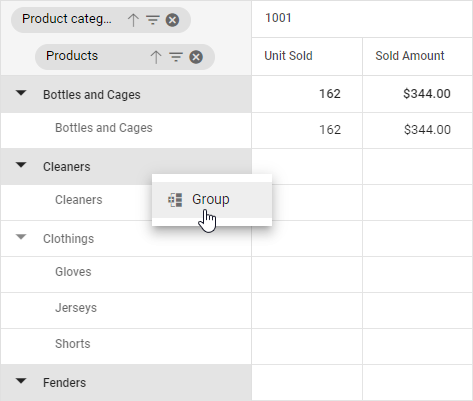 Product categ... 1001
Products Unit Sold Sold Amount
Bottles and Cages 162 $344.00
Bottles and Cages 162 $344.00
Cleaners
Cleaners Group
Clothings
Gloves
Jerseys
Shorts
Fenders